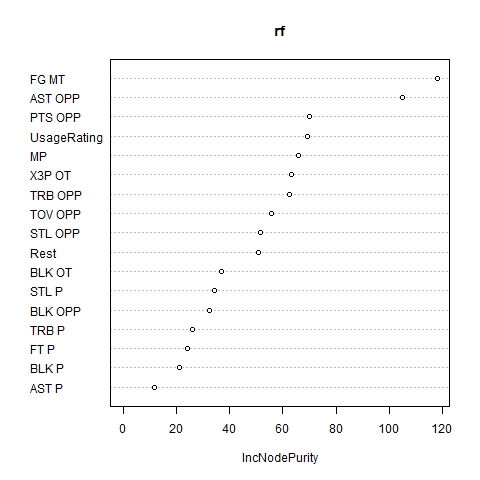 rf
FG MT
AST OPP
PTS OPP
UsageRating
MP
X3P OT
TRB OPP
TOV OPP
STL OPP
Rest
BLK OT
STL P
BLK OPP
TRB P
FT P
BLK P
AST P
0 20 40 60 80 100 120
IncNodePurity